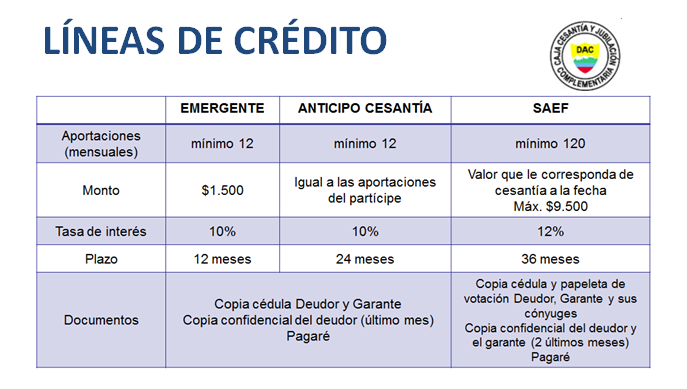 LÍNEAS DE CRÉDITO
CAJA CESANTÍA Y JUBILACIÓN
COMPLEMENTARIA
DAC
EMERGENTE ANTICIPO CESANTÍA SAEF
Aportaciones
(mensuales)
mínimo 12 mínimo 12 mínimo 120
Monto
$1.500
Igual a las aportaciones
del partícipe
Valor que le corresponda de
cesantía a la fecha
Máx. $9.500
Tasa de interés 10% 10% 12%
Plazo 12 meses 24 meses 36 meses
Documentos
Copia cédula Deudor y Garante
Copia confidencial del deudor (último mes)
Pagaré
Copia cédula y papeleta de
votación Deudor, Garante y sus
cónyuges
Copia confidencial del deudor y
el garante (2 últimos meses)
Pagaré